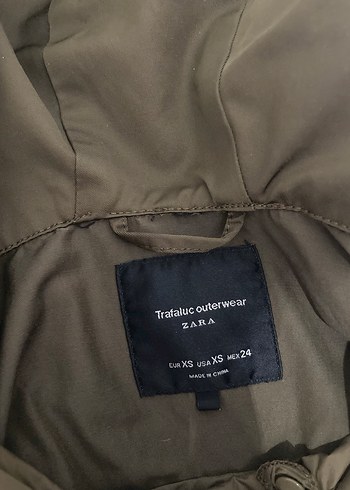 Trafaluc outerwear
ZARA
EUR XS USA XS MEX 24
MADE IN CHINA